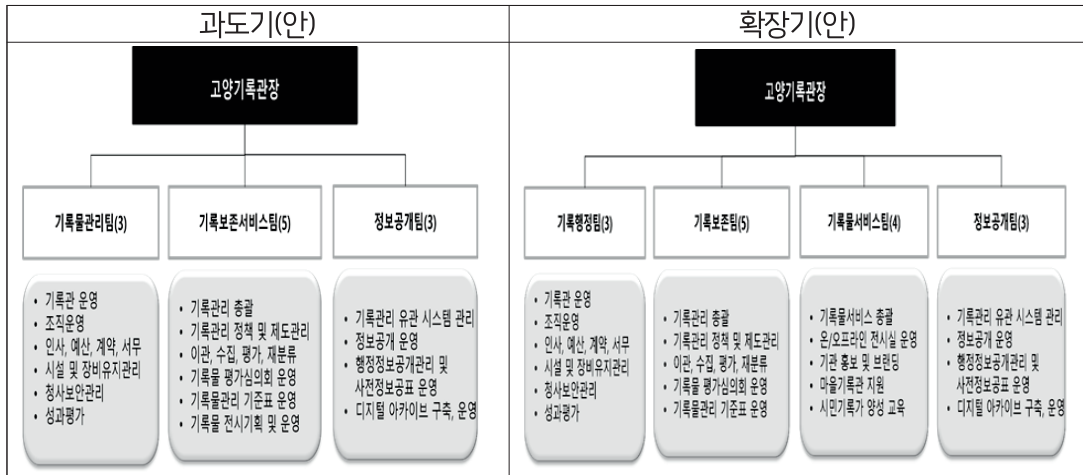 과도기(안)
고양기록관장
기록물관리팀(3)
기록보존서비스팀(5)
정보공개팀(3)
• 기록관 운영
• 조직운영
• 인사, 예산, 계약, 서무
• 시설 및 장비유지관리
• 청사보안관리
• 성과평가
• 기록관리 총괄
• 기록관리 정책 및 제도관리
• 이관, 수집, 평가, 재분류
• 기록물 평가심의회 운영
• 기록물관리 기준표 운영
• 기록물 전시기획 및 운영
• 기록관리 유관 시스템 관리
• 정보공개 운영
• 행정정보공개관리 및
사전정보공표 운영
• 디지털 아카이브 구축, 운영
확장기(안)
고양기록관장
기록행정팀(3)
기록보존팀(5)
기록물서비스팀(4)
정보공개팀(3)
• 기록관 운영
• 조직운영
• 인사, 예산, 계약, 서무
• 시설 및 장비유지관리
• 청사보안관리
• 성과평가
• 기록관리 총괄
• 기록관리 정책 및 제도관리
• 이관, 수집, 평가, 재분류
• 기록물 평가심의회 운영
• 기록물관리 기준표 운영
• 기록물서비스 총괄
• 온/오프라인 전시실 운영
• 기관 홍보 및 브랜딩
• 마을기록관 지원
• 시민기록가 양성 교육
• 기록관리 유관 시스템 관리
• 정보공개 운영
• 행정정보공개관리 및
사전정보공표 운영
• 디지털 아카이브 구축, 운영